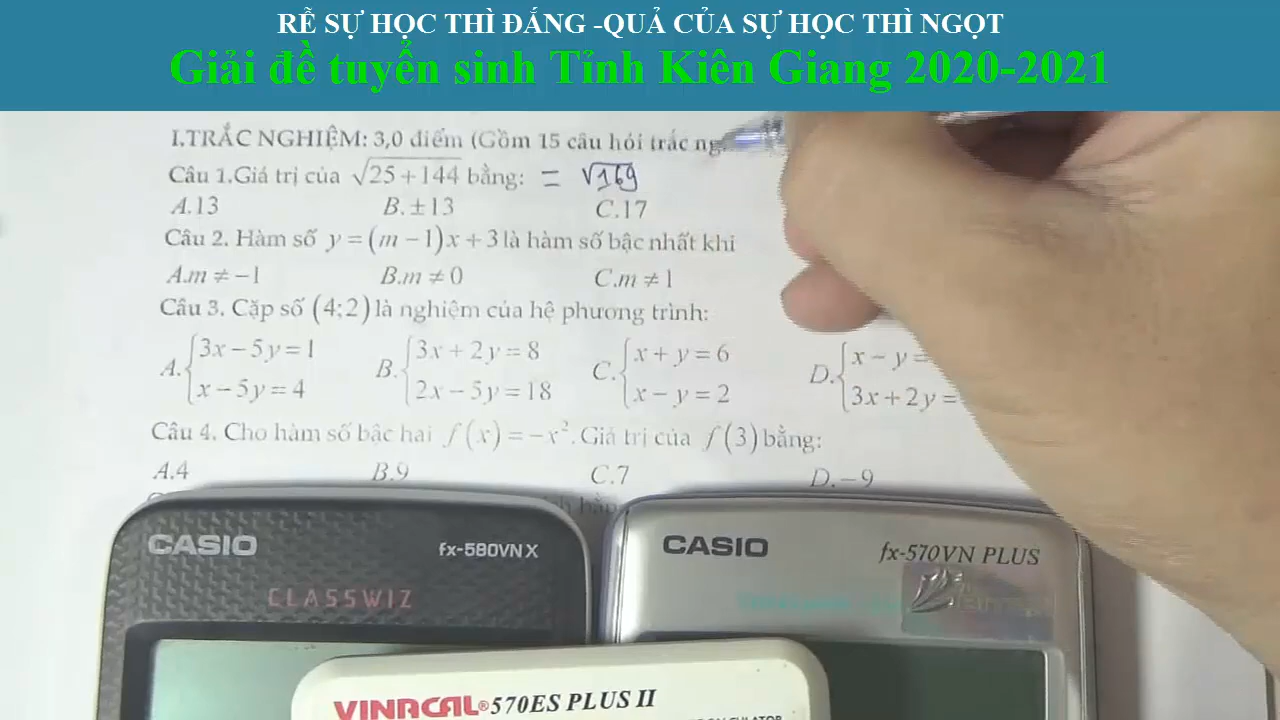 RỄ SỰ HỌC THÌ ĐẮNG -QUẢ CỦA SỰ HỌC THÌ NGỌT
Giải đề tuyển sinh Tỉnh Kiên Giang 2020-2021
I.TRẮC NGHIỆM: 3,0 điểm (Gồm 15 câu hỏi trắc
Câu 1.Giá trị của √(25+144) bằng: = √169
A.13 B.±13 C.17
Câu 2. Hàm số y=(m−1)x+3 là hàm số bậc nhất khi
A.m≠−1 B.m≠0 C.m≠1
Câu 3. Cặp số (4;2) là nghiệm của hệ phương trình:
A.{3x−5y=1 B.{3x+2y=8 C.{x+y=6 D.{x−y=
x−5y=4 2x−5y=18 x−y=2 3x+2y=
Câu 4. Cho hàm số bậc hai f(x)=−x². Giá trị của f(3) bằng:
A.4 B.9 C.7 D.−9
CASIO fx-580VN X
CLASSWIZ
CASIO fx-570VN PLUS
VINACAL® 570ES PLUS II